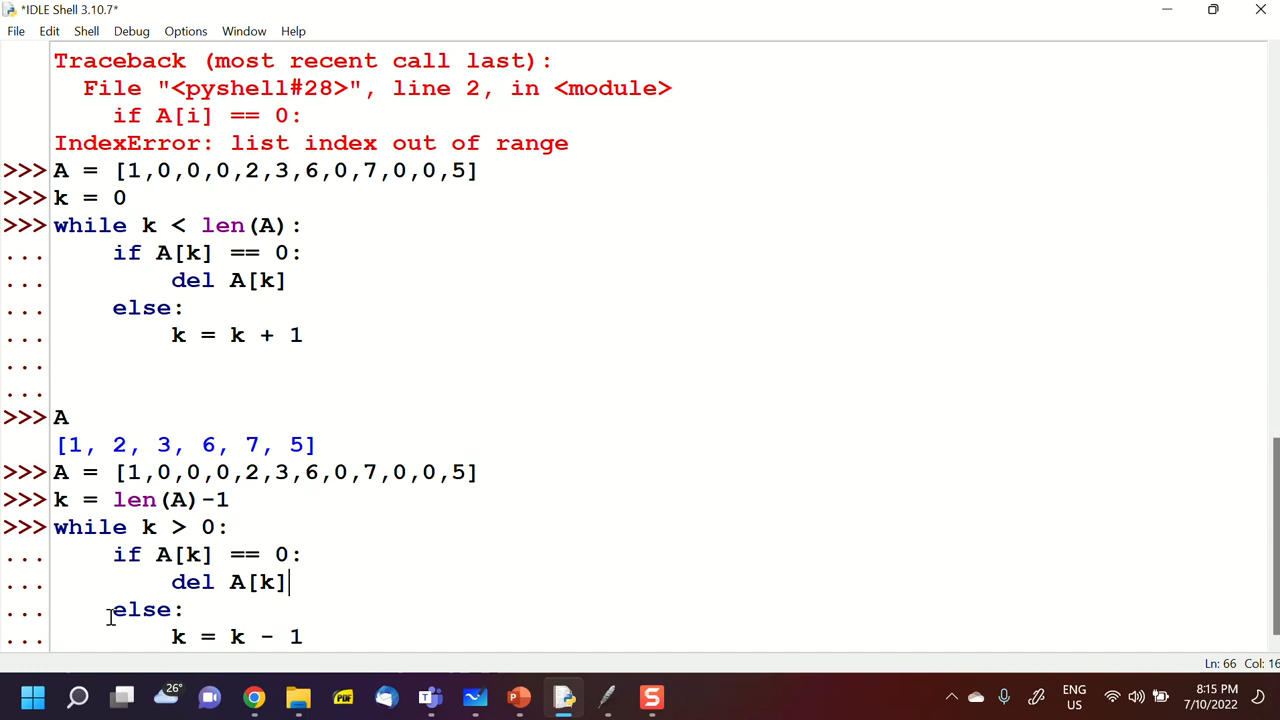 *IDLE Shell 3.10.7*
File Edit Shell Debug Options Window Help
Traceback (most recent call last):
  File "<pyshell#28>", line 2, in <module>
    if A[i] == 0:
IndexError: list index out of range
>>> A = [1,0,0,0,2,3,6,0,7,0,0,5]
>>> k = 0
>>> while k < len(A):
...     if A[k] == 0:
...         del A[k]
...     else:
...         k = k + 1
...
...
>>> A
[1, 2, 3, 6, 7, 5]
>>> A = [1,0,0,0,2,3,6,0,7,0,0,5]
>>> k = len(A)-1
>>> while k > 0:
...     if A[k] == 0:
...         del A[k]
...     else:
...         k = k - 1
Ln: 66 Col: 16
26°
PDF
ENG
US
8:15 PM
7/10/2022